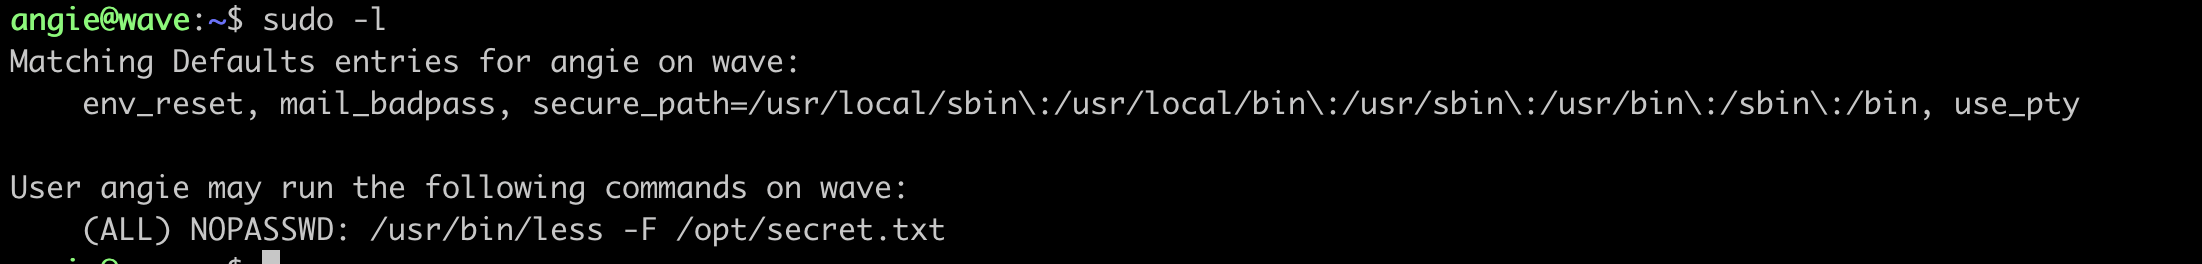 angie@wave:~$ sudo -l
Matching Defaults entries for angie on wave:
    env_reset, mail_badpass, secure_path=/usr/local/sbin\:/usr/local/bin\:/usr/sbin\:/usr/bin\:/sbin\:/bin, use_pty

User angie may run the following commands on wave:
    (ALL) NOPASSWD: /usr/bin/less -F /opt/secret.txt